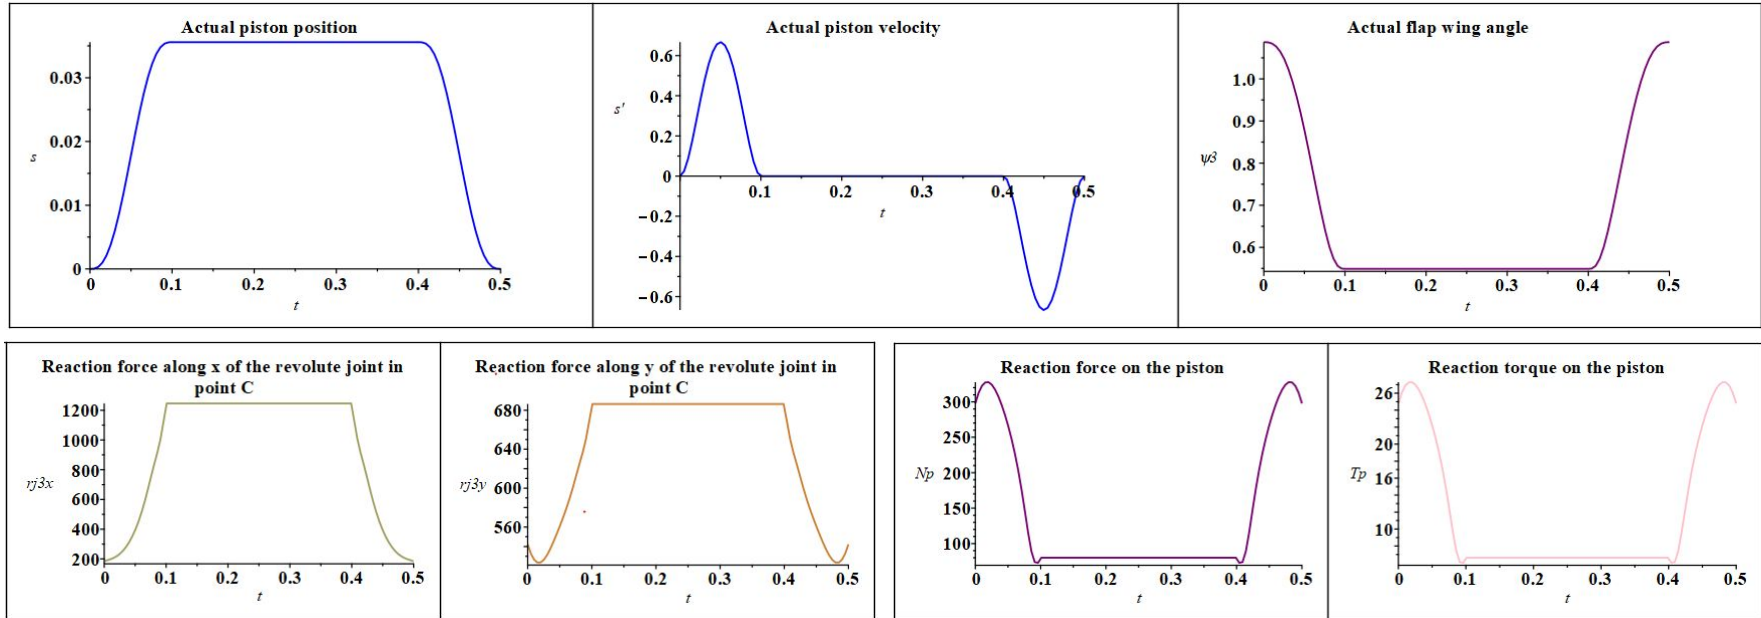 Actual piston position
0.03
0.02
s
0.01
0
0 0.1 0.2 0.3 0.4 0.5
t
Actual piston velocity
0.6
0.4
s'
0.2
0
0.1 0.2 0.3 0.4 0.5
t
−0.2
−0.4
−0.6
Actual flap wing angle
1.0
0.9
ψ3
0.8
0.7
0.6
0 0.1 0.2 0.3 0.4 0.5
t
Reaction force along x of the revolute joint in
point C
1200
1000
800
rj3x
600
400
200
0 0.1 0.2 0.3 0.4 0.5
t
Reaction force along y of the revolute joint in
point C
680
640
rj3y
600
560
0 0.1 0.2 0.3 0.4 0.5
t
Reaction force on the piston
300
250
Np
200
150
100
0 0.1 0.2 0.3 0.4 0.5
t
Reaction torque on the piston
26
20
Tp
16
10
0 0.1 0.2 0.3 0.4 0.5
t